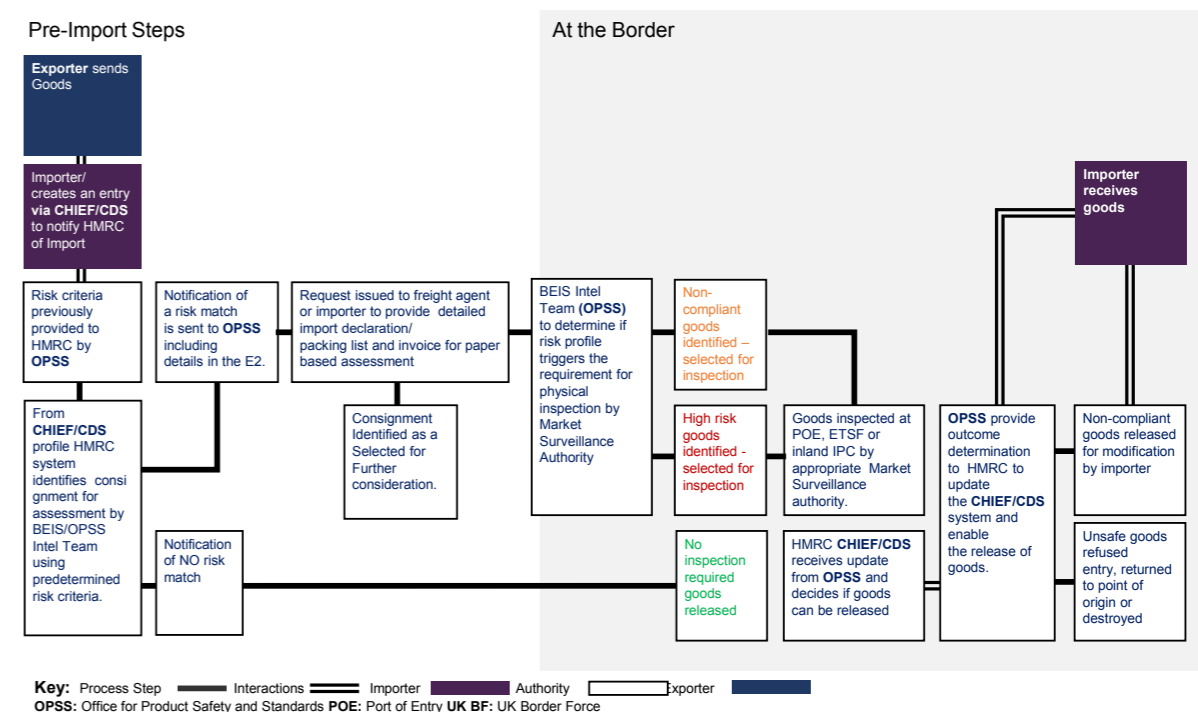 Pre-Import Steps
At the Border
Exporter sends
Goods
Importer/
creates an entry
via CHIEF/CDS
to notify HMRC
of Import
Importer
receives
goods
Risk criteria
previously
provided to
HMRC by
OPSS
Notification of
a risk match
is sent to OPSS
including
details in the E2.
Request issued to freight agent
or importer to provide detailed
import declaration/
packing list and invoice for paper
based assessment
BEIS Intel
Team (OPSS)
to determine if
risk profile
triggers the
requirement for
physical
inspection by
Market
Surveillance
Authority
Non-
compliant
goods
identified –
selected for
inspection
From
CHIEF/CDS
profile HMRC
system
identifies consi
gnment for
assessment by
BEIS/OPSS
Intel Team
using
predetermined
risk criteria.
Consignment
Identified as a
Selected for
Further
consideration.
High risk
goods
identified -
selected for
inspection
Goods inspected at
POE, ETSF or
inland IPC by
appropriate Market
Surveillance
authority.
OPSS provide
outcome
determination
to HMRC to
update
the CHIEF/CDS
system and
enable
the release of
goods.
Non-compliant
goods released
for modification
by importer
Notification
of NO risk
match
No
inspection
required
goods
released
HMRC CHIEF/CDS
receives update
from OPSS and
decides if goods
can be released
Unsafe goods
refused
entry, returned
to point of
origin or
destroyed
Key: Process Step Interactions Importer Authority Exporter
OPSS: Office for Product Safety and Standards POE: Port of Entry UK BF: UK Border Force